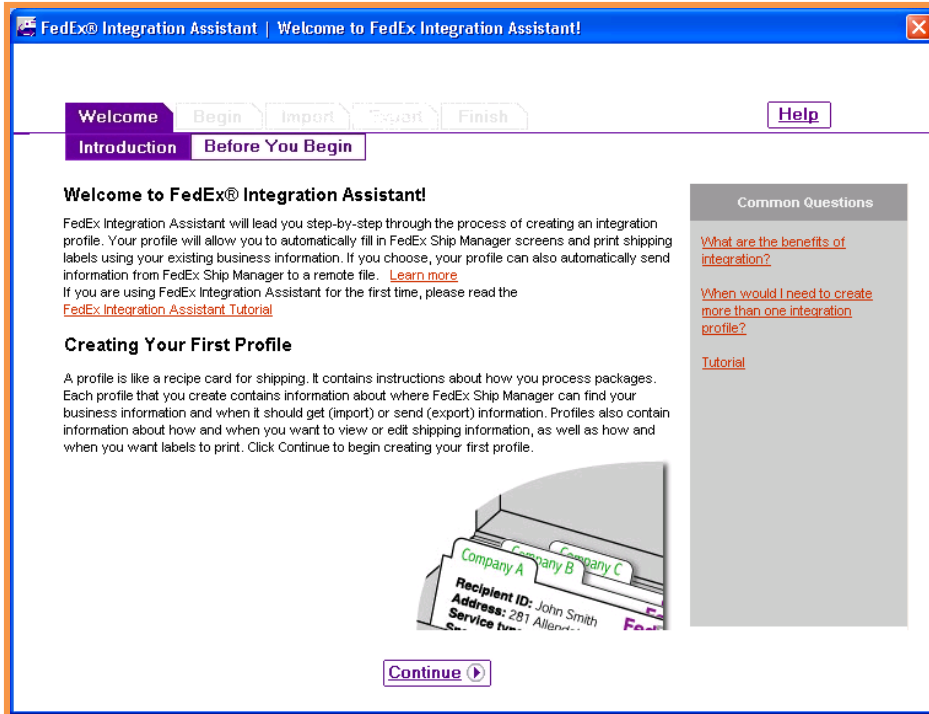 FedEx® Integration Assistant | Welcome to FedEx Integration Assistant!
Welcome Begin Import Export Finish
Help
Introduction Before You Begin
Welcome to FedEx® Integration Assistant!
FedEx Integration Assistant will lead you step-by-step through the process of creating an integration
profile. Your profile will allow you to automatically fill in FedEx Ship Manager screens and print shipping
labels using your existing business information. If you choose, your profile can also automatically send
information from FedEx Ship Manager to a remote file. Learn more
If you are using FedEx Integration Assistant for the first time, please read the
FedEx Integration Assistant Tutorial
Creating Your First Profile
A profile is like a recipe card for shipping. It contains instructions about how you process packages.
Each profile that you create contains information about where FedEx Ship Manager can find your
business information and when it should get (import) or send (export) information. Profiles also contain
information about how and when you want to view or edit shipping information, as well as how and
when you want labels to print. Click Continue to begin creating your first profile.
Common Questions
What are the benefits of
integration?
When would I need to create
more than one integration
profile?
Tutorial
Company A Company B Company C
Recipient ID: John Smith
Address: 281
Service
Continue